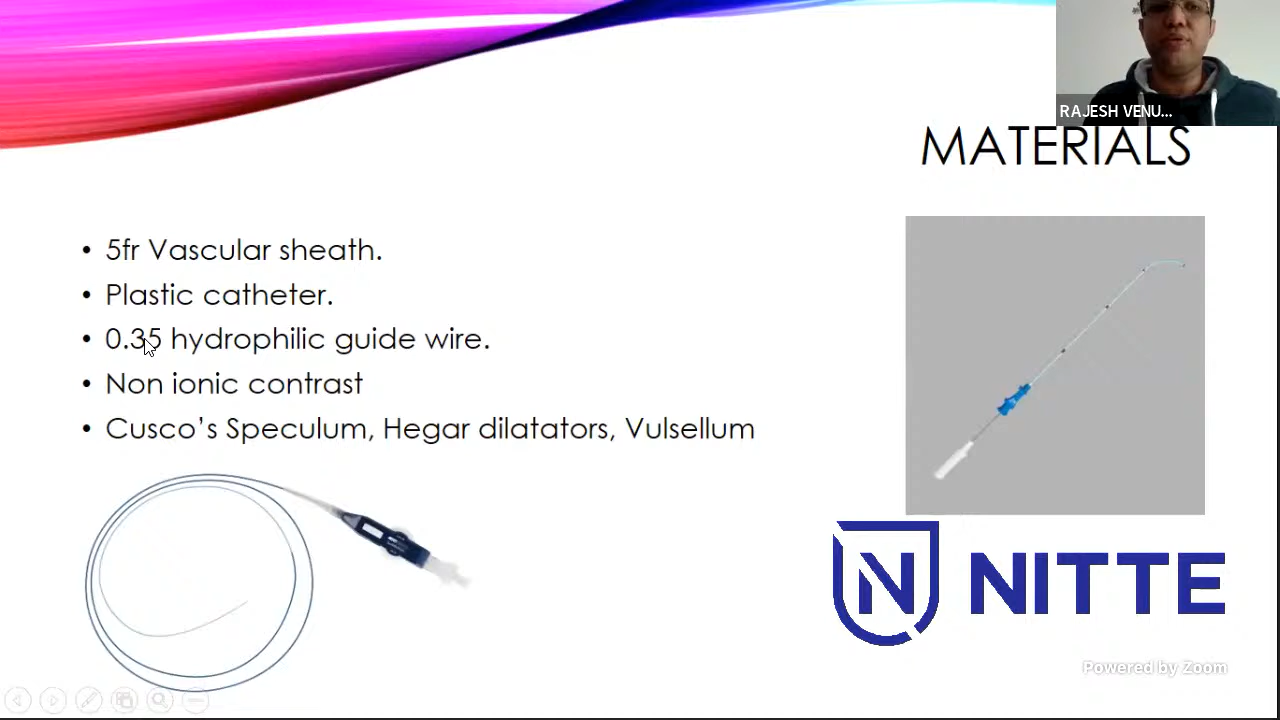 RAJESH VENU...
MATERIALS
• 5fr Vascular sheath.
• Plastic catheter.
• 0.35 hydrophilic guide wire.
• Non ionic contrast
• Cusco's Speculum, Hegar dilatators, Vulsellum
N NITTE
Powered by Zoom